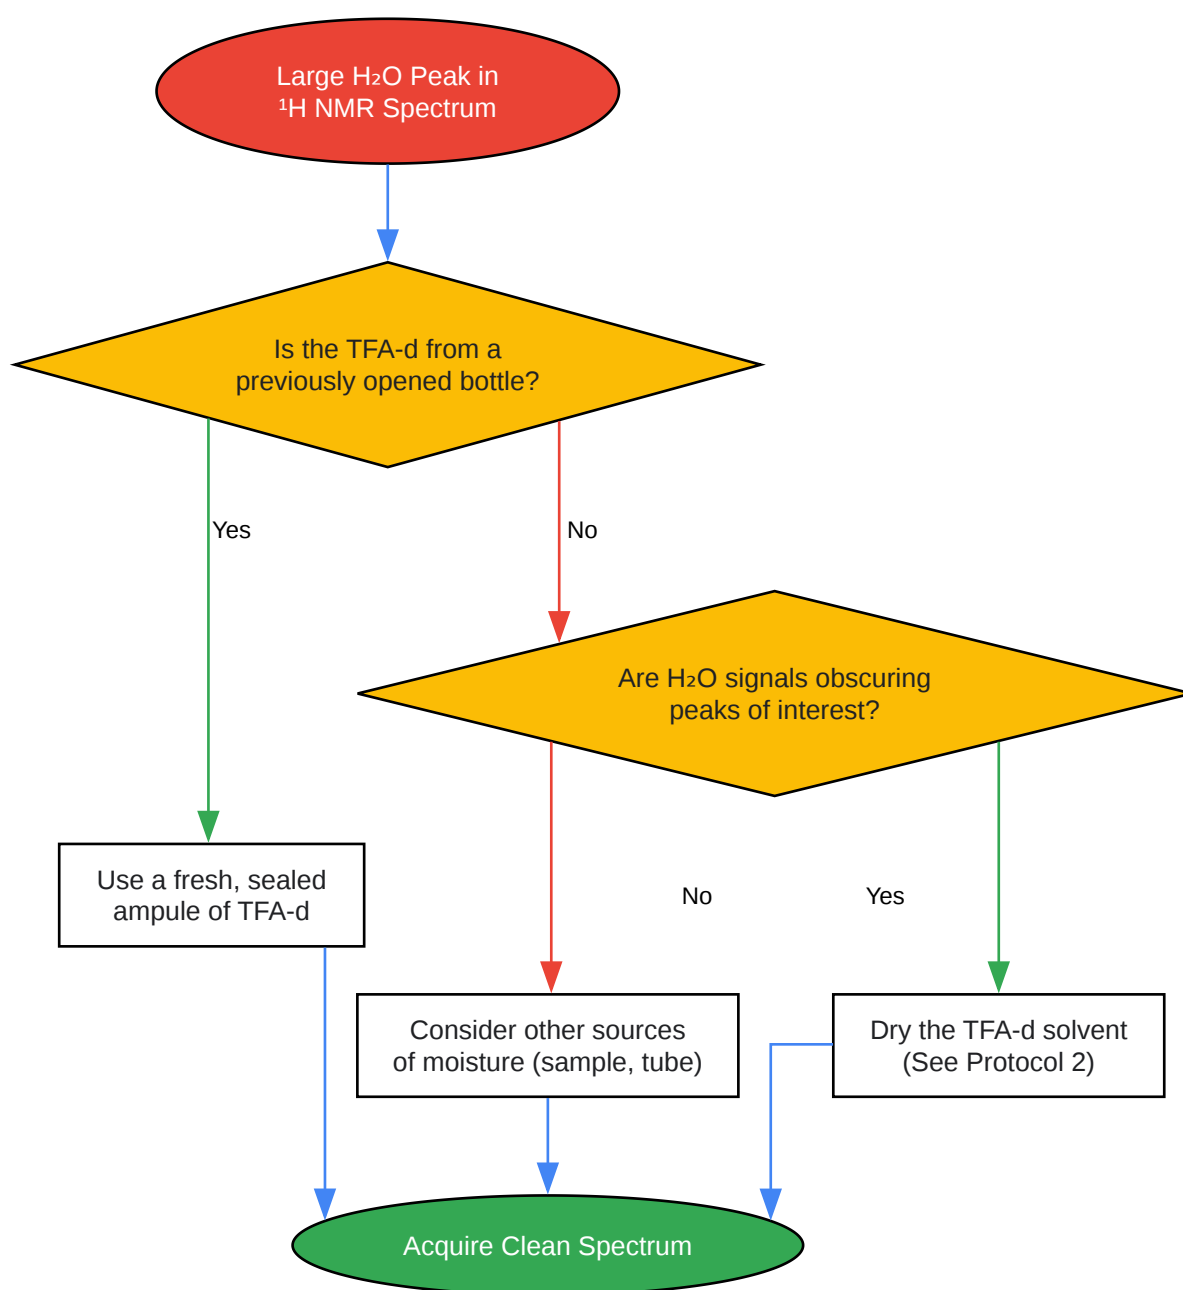 Large H₂O Peak in
¹H NMR Spectrum
Is the TFA-d from a
previously opened bottle?
Yes
No
Are H₂O signals obscuring
peaks of interest?
Use a fresh, sealed
ampule of TFA-d
No
Yes
Consider other sources
of moisture (sample, tube)
Dry the TFA-d solvent
(See Protocol 2)
Acquire Clean Spectrum